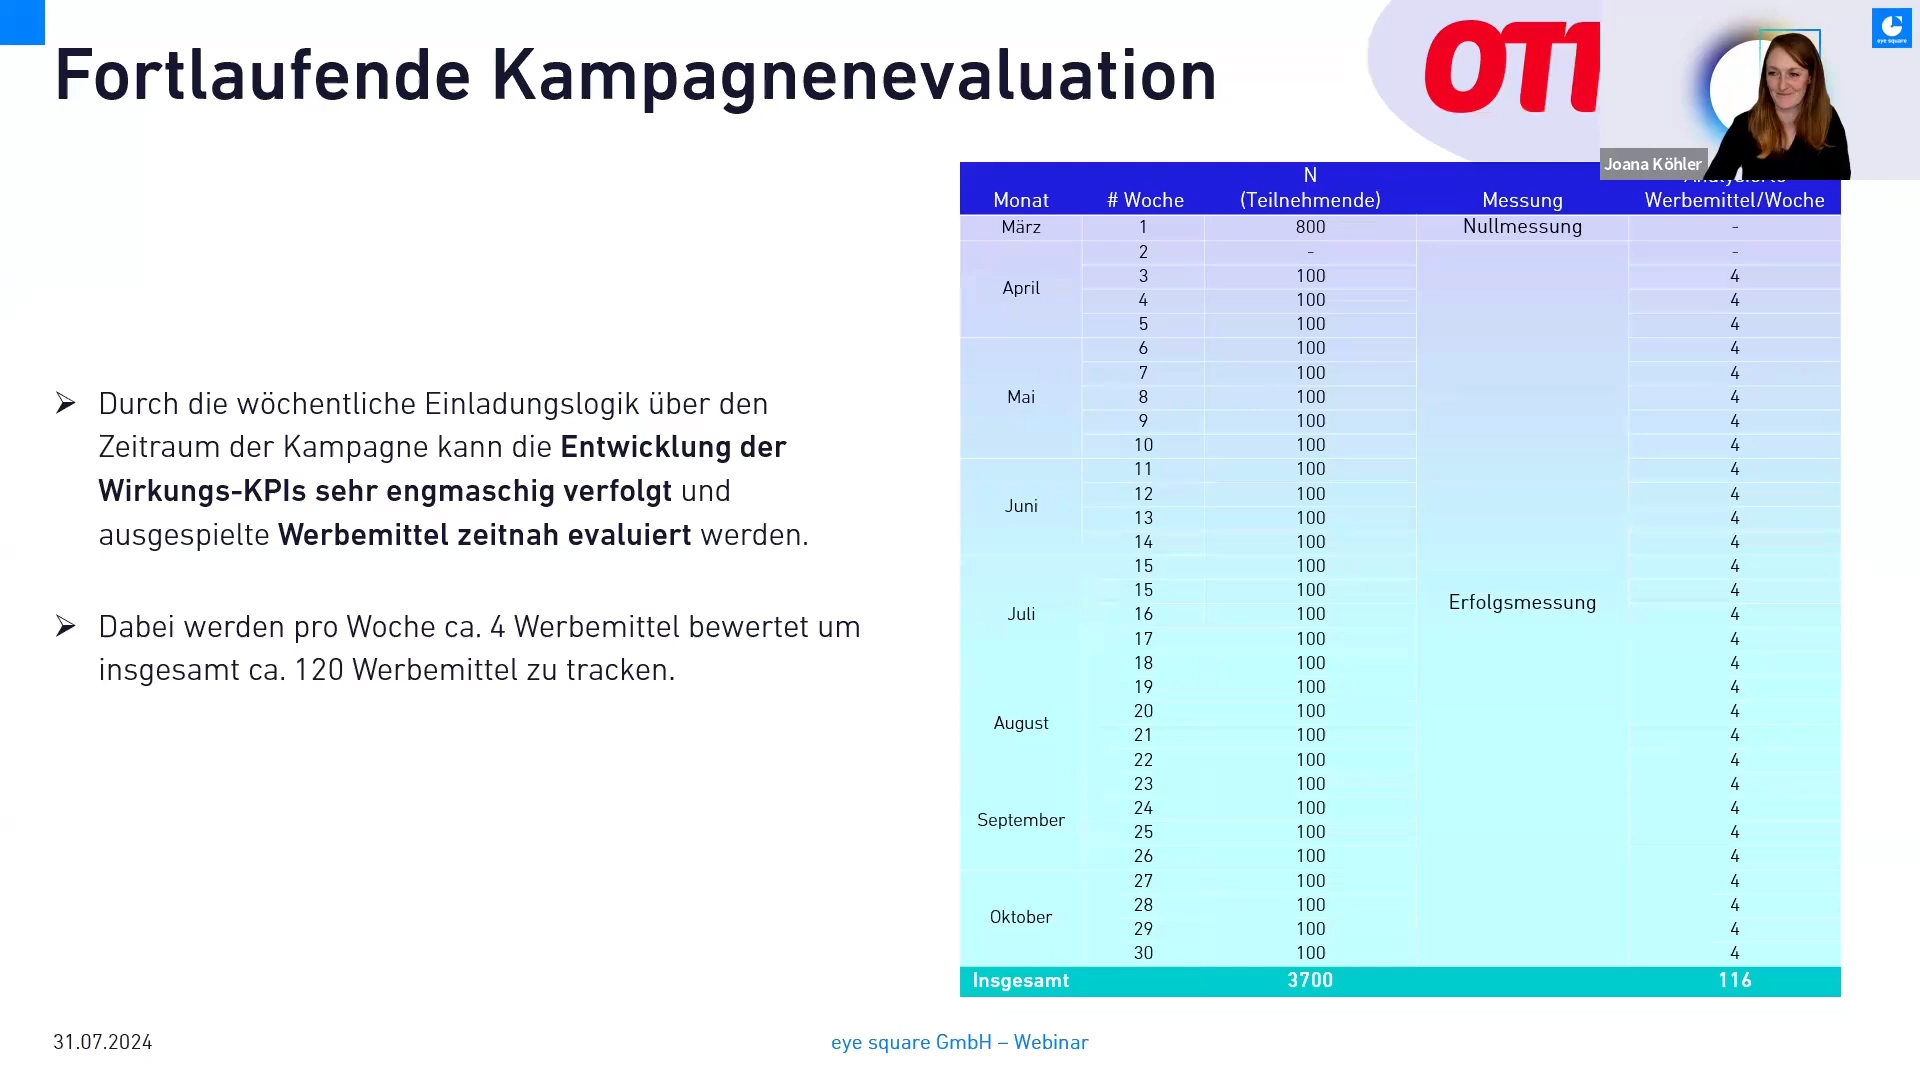 Fortlaufende Kampagnenevaluation
OTT
eye square
Joana Köhler
➢ Durch die wöchentliche Einladungslogik über den
Zeitraum der Kampagne kann die Entwicklung der
Wirkungs-KPIs sehr engmaschig verfolgt und
ausgespielte Werbemittel zeitnah evaluiert werden.
➢ Dabei werden pro Woche ca. 4 Werbemittel bewertet um
insgesamt ca. 120 Werbemittel zu tracken.
Monat # Woche N (Teilnehmende) Messung Werbemittel/Woche
März 1 800 Nullmessung -
April 2 - Erfolgsmessung -
3 100 4
4 100 4
5 100 4
Mai 6 100 4
7 100 4
8 100 4
9 100 4
10 100 4
Juni 11 100 4
12 100 4
13 100 4
14 100 4
Juli 15 100 4
15 100 4
16 100 4
17 100 4
18 100 4
August 19 100 4
20 100 4
21 100 4
22 100 4
September 23 100 4
24 100 4
25 100 4
26 100 4
Oktober 27 100 4
28 100 4
29 100 4
30 100 4
Insgesamt 3700 116
31.07.2024
eye square GmbH – Webinar